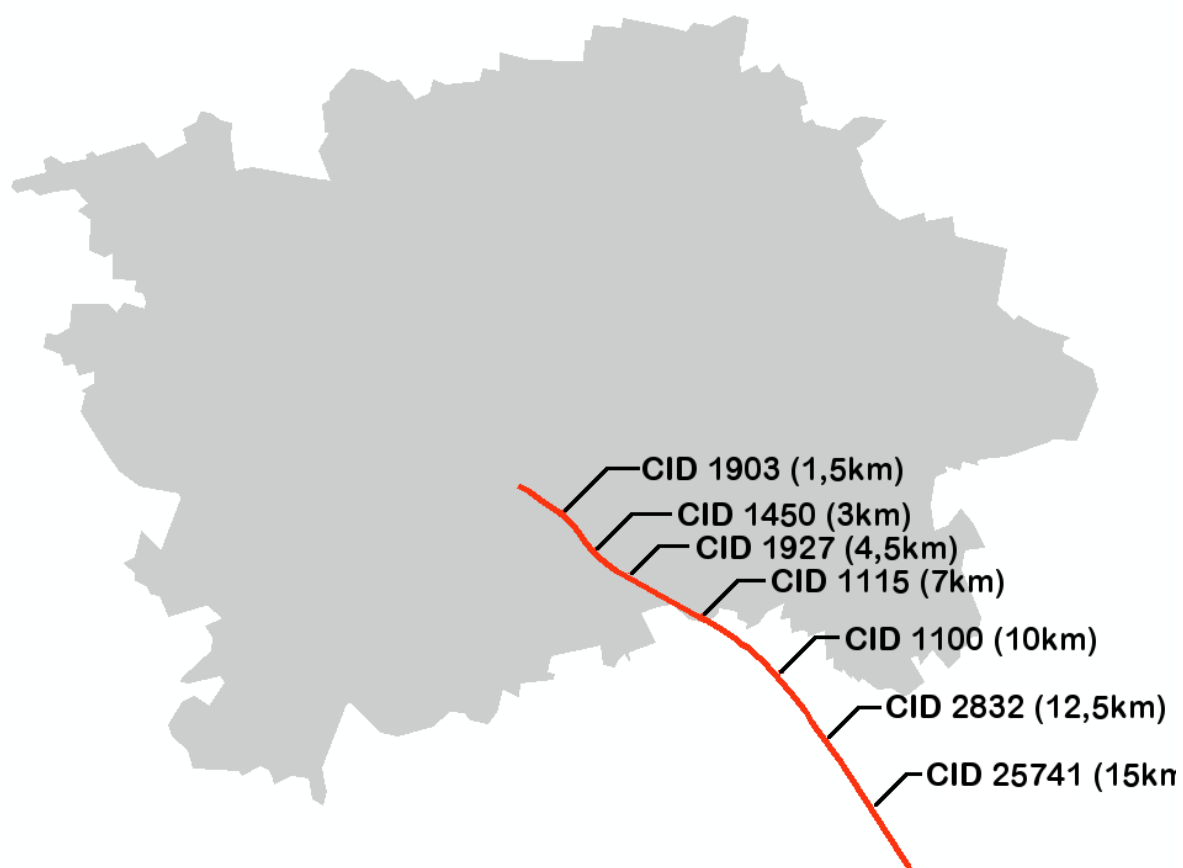 CID 1903 (1,5km)
CID 1450 (3km)
CID 1927 (4,5km)
CID 1115 (7km)
CID 1100 (10km)
CID 2832 (12,5km)
CID 25741 (15km